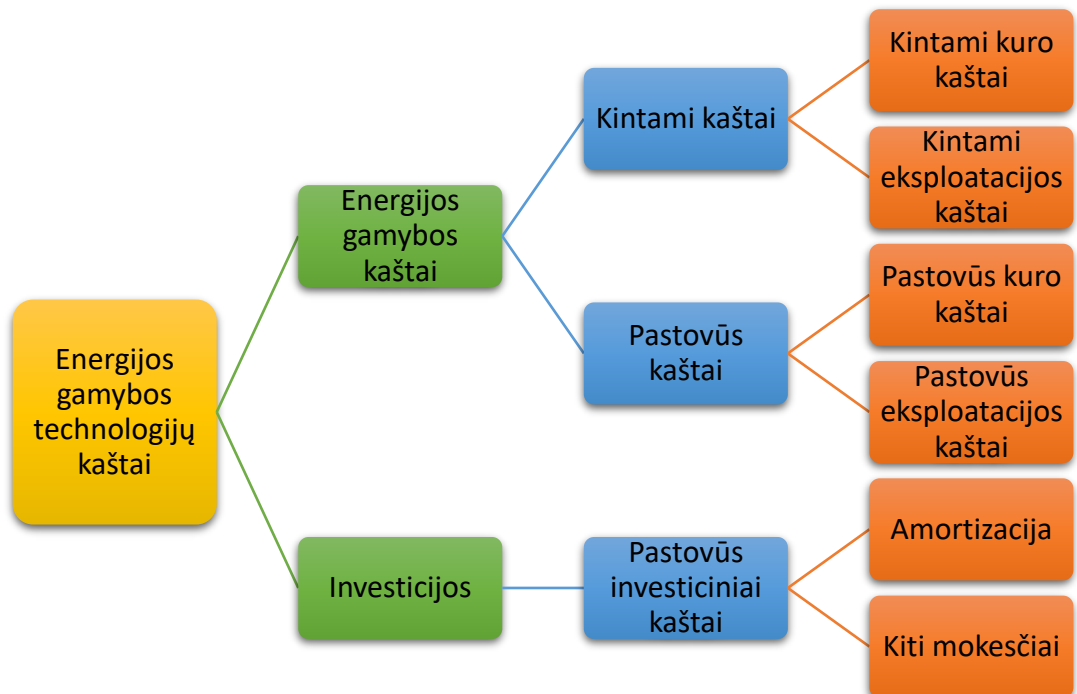 Energijos
gamybos
technologijų
kaštai
Energijos
gamybos
kaštai
Investicijos
Kintami kaštai
Pastovūs
kaštai
Pastovūs
investiciniai
kaštai
Kintami kuro
kaštai
Kintami
eksploatacijos
kaštai
Pastovūs kuro
kaštai
Pastovūs
eksploatacijos
kaštai
Amortizacija
Kiti mokesčiai